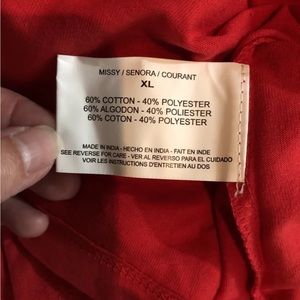 MISSY / SENORA / COURANT
XL
60% COTTON - 40% POLYESTER
60% ALGODON - 40% POLIESTER
60% COTON - 40% POLYESTER
MADE IN INDIA - HECHO EN INDIA - FAIT EN INDE
SEE REVERSE FOR CARE - VER AL REVERSO PARA EL CUIDADO
VOIR LES INSTRUCTIONS D'ENTRETIEN AU DOS